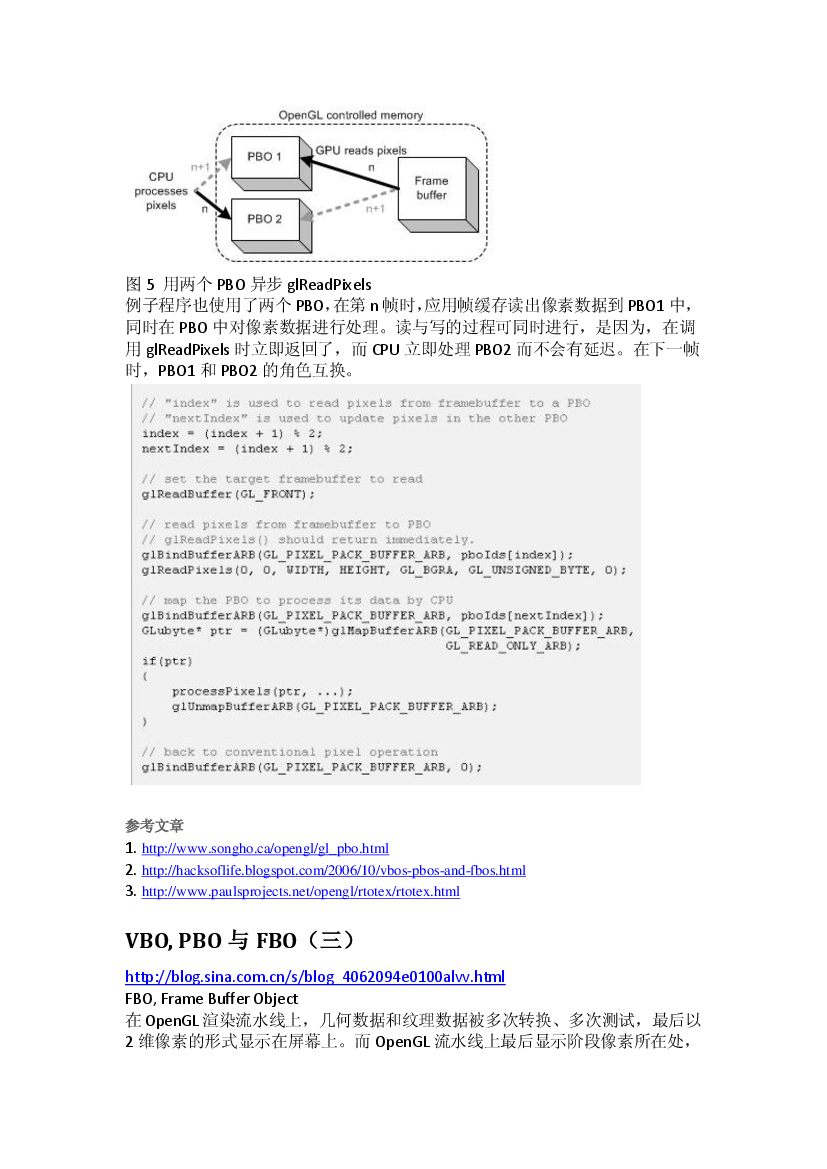 OpenGL controlled memory
PBO 1
GPU reads pixels
n+1
n
CPU
processes
pixels
Frame
buffer
n
PBO 2
n+1
图 5 用两个 PBO 异步 glReadPixels
例子程序也使用了两个 PBO，在第 n 帧时，应用帧缓存读出像素数据到 PBO1 中，
同时在 PBO 中对像素数据进行处理。读与写的过程可同时进行，是因为，在调
用 glReadPixels 时立即返回了，而 CPU 立即处理 PBO2 而不会有延迟。在下一帧
时，PBO1 和 PBO2 的角色互换。
// "index" is used to read pixels from framebuffer to a PBO
// "nextIndex" is used to update pixels in the other PBO
index = (index + 1) % 2;
nextIndex = (index + 1) % 2;
// set the target framebuffer to read
glReadBuffer(GL_FRONT);
// read pixels from framebuffer to PBO
// glReadPixels() should return immediately.
glBindBufferARB(GL_PIXEL_PACK_BUFFER_ARB, pboIds[index]);
glReadPixels(0, 0, WIDTH, HEIGHT, GL_BGRA, GL_UNSIGNED_BYTE, 0);
// map the PBO to process its data by CPU
glBindBufferARB(GL_PIXEL_PACK_BUFFER_ARB, pboIds[nextIndex]);
GLubyte* ptr = (GLubyte*)glMapBufferARB(GL_PIXEL_PACK_BUFFER_ARB,
GL_READ_ONLY_ARB);
if(ptr)
{
processPixels(ptr, ...);
glUnmapBufferARB(GL_PIXEL_PACK_BUFFER_ARB);
}
// back to conventional pixel operation
glBindBufferARB(GL_PIXEL_PACK_BUFFER_ARB, 0);
参考文章
1. http://www.songho.ca/opengl/gl_pbo.html
2. http://hacksoflife.blogspot.com/2006/10/vbos-pbos-and-fbos.html
3. http://www.paulsprojects.net/opengl/rtotex/rtotex.html
VBO, PBO 与 FBO（三）
http://blog.sina.com.cn/s/blog_4062094e0100alvv.html
FBO, Frame Buffer Object
在 OpenGL 渲染流水线上，几何数据和纹理数据被多次转换、多次测试，最后以
2 维像素的形式显示在屏幕上。而 OpenGL 流水线上最后显示阶段像素所在处，